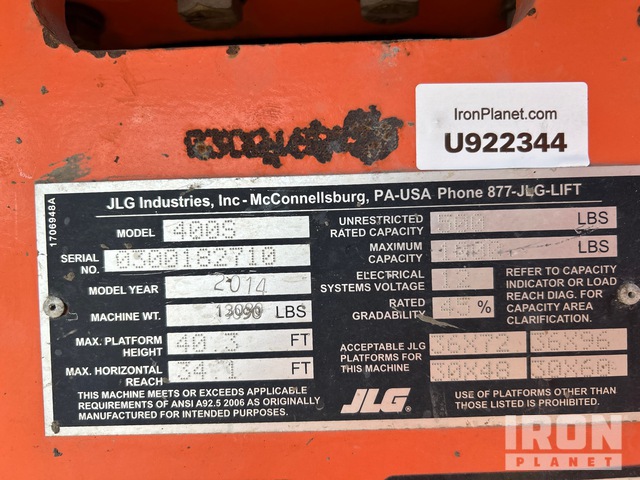 IronPlanet.com
U922344
1706948A
JLG Industries, Inc - McConnellsburg, PA-USA Phone 877-JLG-LIFT
MODEL 400S
SERIAL NO. 0300182710
MODEL YEAR 2014
MACHINE WT. LBS
MAX. PLATFORM HEIGHT 40.3 FT
MAX. HORIZONTAL REACH 34.1 FT
THIS MACHINE MEETS OR EXCEEDS APPLICABLE
REQUIREMENTS OF ANSI A92.5 2006 AS ORIGINALLY
MANUFACTURED FOR INTENDED PURPOSES.
UNRESTRICTED RATED CAPACITY LBS
MAXIMUM CAPACITY LBS
ELECTRICAL SYSTEMS VOLTAGE 12
RATED GRADABILITY 45 %
REFER TO CAPACITY
INDICATOR OR LOAD
REACH DIAG. FOR
CAPACITY AREA
CLARIFICATION.
ACCEPTABLE JLG
PLATFORMS FOR
THIS MACHINE
36X72
30X48
JLG
USE OF PLATFORMS OTHER
THAN THOSE LISTED IS PROHIBITED.
IRON
PLANET